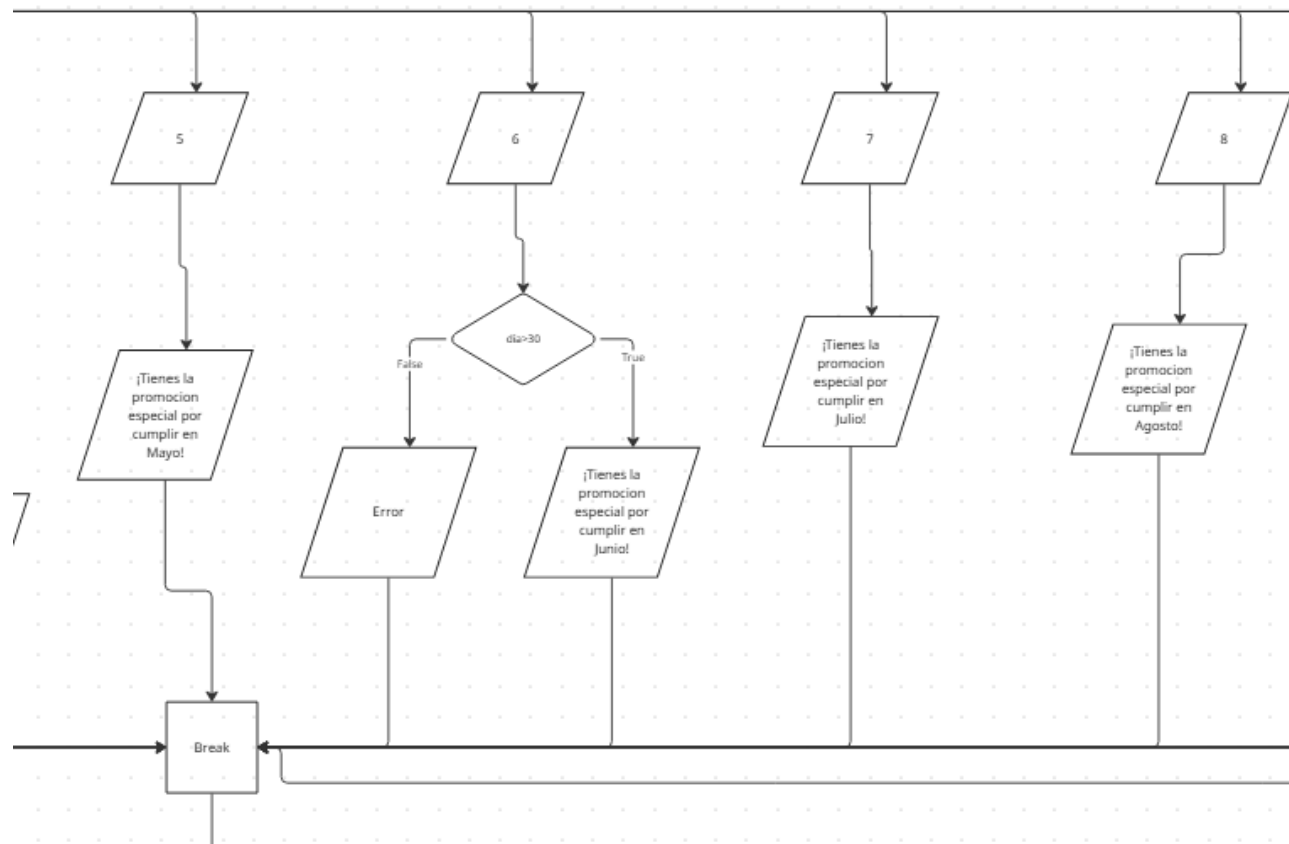 5
6
7
8
dia>30
False
True
¡Tienes la
promocion
especial por
cumplir en
Mayo!
Error
¡Tienes la
promocion
especial por
cumplir en
Junio!
¡Tienes la
promocion
especial por
cumplir en
Julio!
¡Tienes la
promocion
especial por
cumplir en
Agosto!
Break